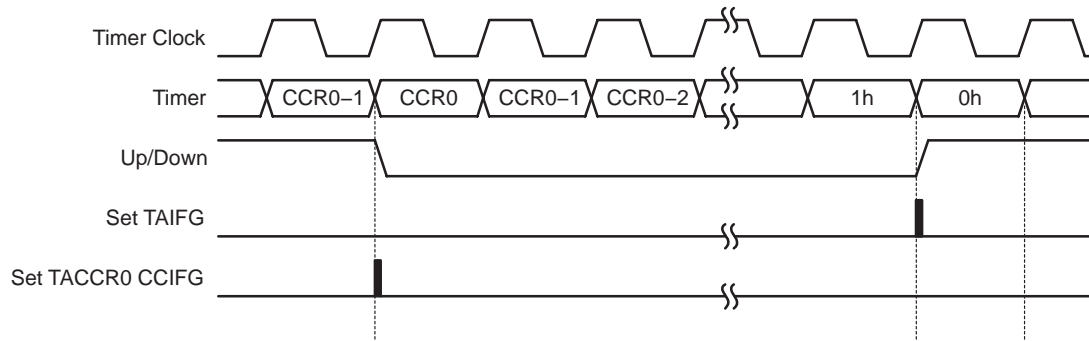 Timer Clock
Timer
CCR0–1
CCR0
CCR0–1
CCR0–2
1h
0h
Up/Down
Set TAIFG
Set TACCR0 CCIFG